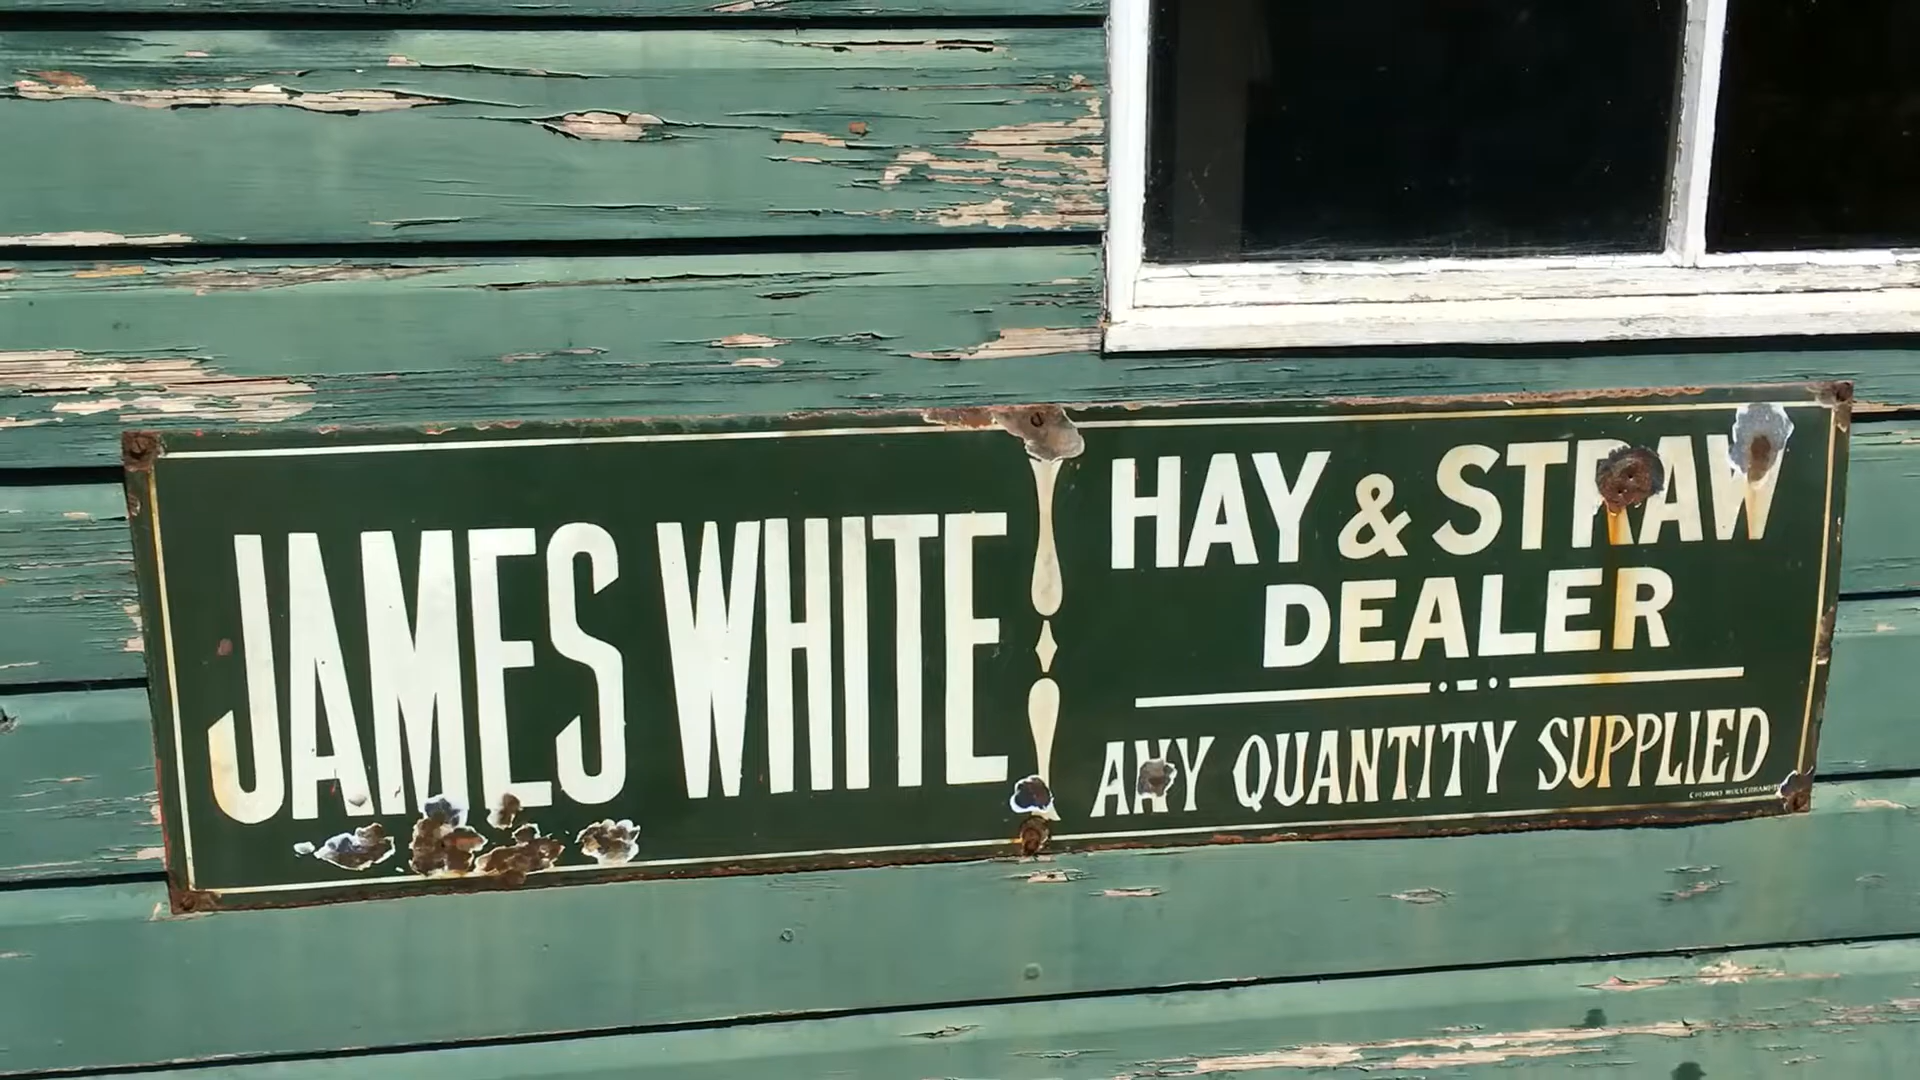 JAMES WHITE
HAY & STRAW
DEALER
ANY QUANTITY SUPPLIED